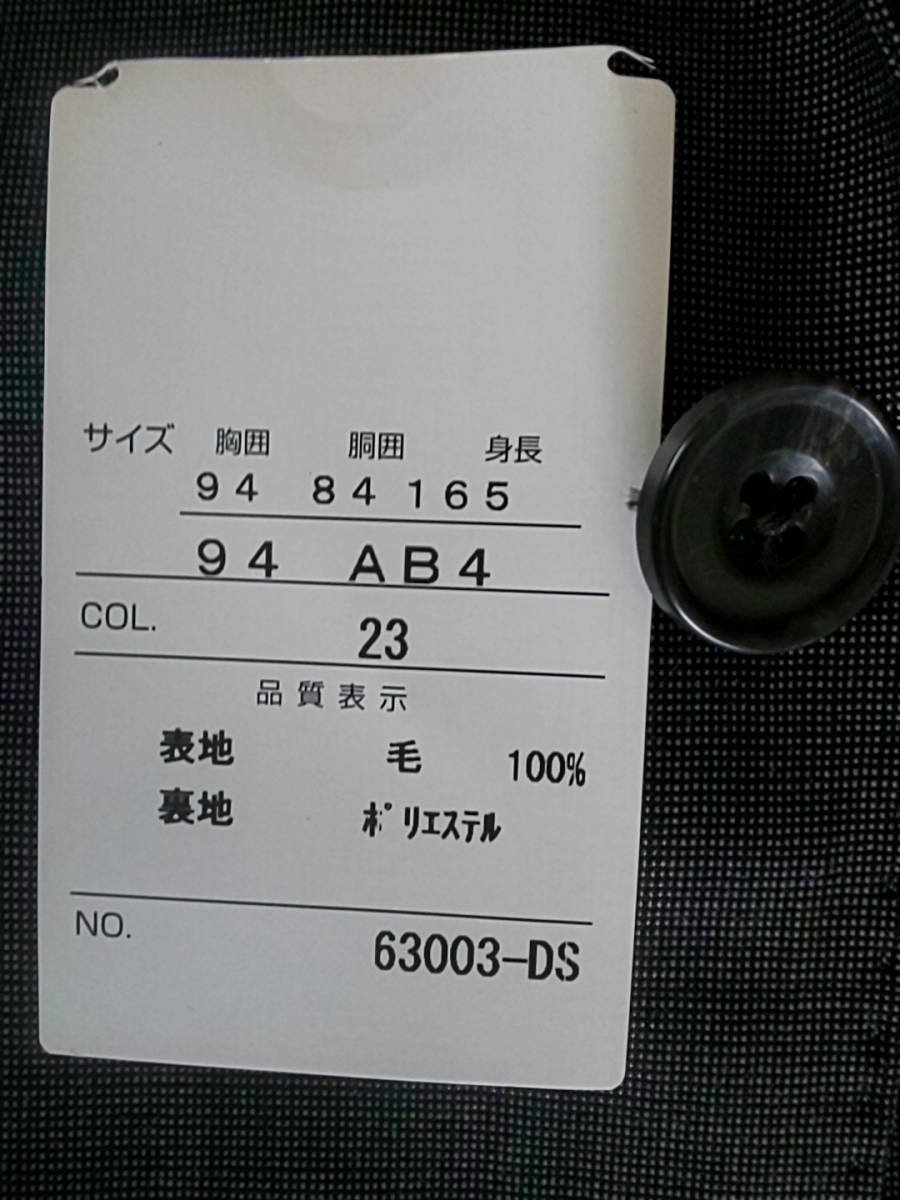 サイズ 胸囲 胴囲 身長
94 84 165
94 AB4
COL. 23
品質表示
表地 毛 100%
裏地 ﾎﾟﾘｴｽﾃﾙ
NO. 63003-DS